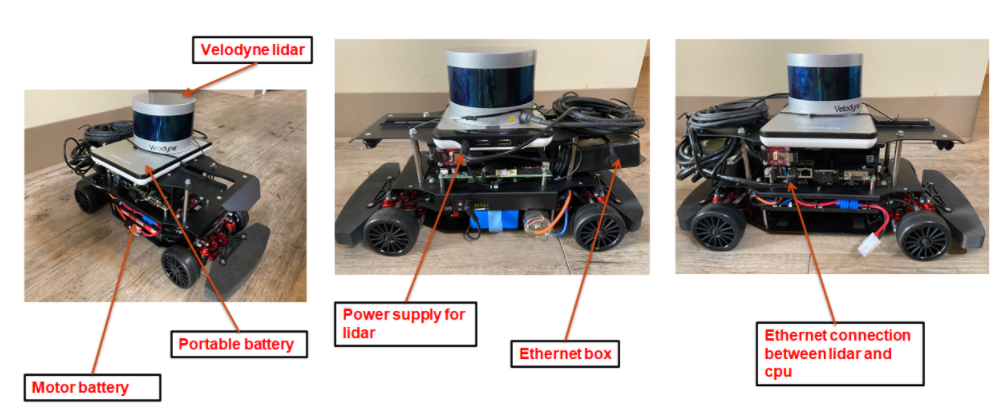 Velodyne lidar
Velodyne
Velodyne
Portable battery
Motor battery
Power supply for
lidar
Ethernet box
Ethernet connection
between lidar and
cpu